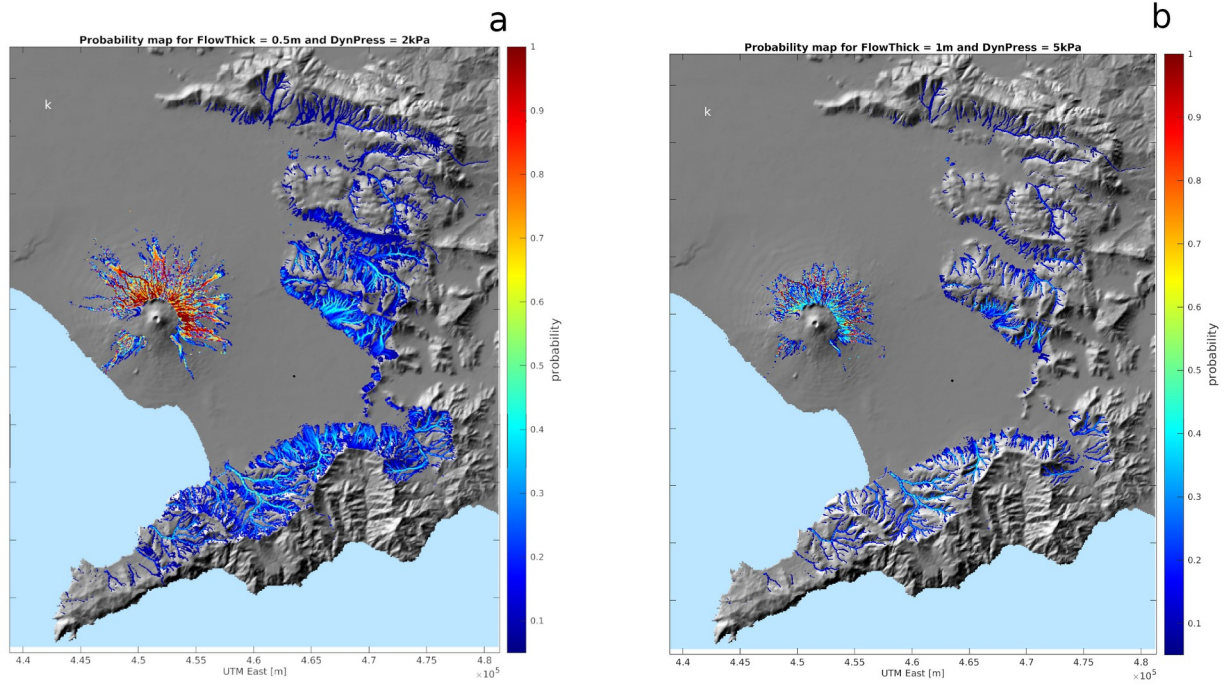 a
Probability map for FlowThick = 0.5m and DynPress = 2kPa
k
1
0.9
0.8
0.7
0.6
0.5
0.4
0.3
0.2
0.1
probability
4.4 4.45 4.5 4.55 4.6 4.65 4.7 4.75 4.8
UTM East [m]
×10⁵
b
Probability map for FlowThick = 1m and DynPress = 5kPa
k
1
0.9
0.8
0.7
0.6
0.5
0.4
0.3
0.2
0.1
probability
4.4 4.45 4.5 4.55 4.6 4.65 4.7 4.75 4.8
UTM East [m]
×10⁵